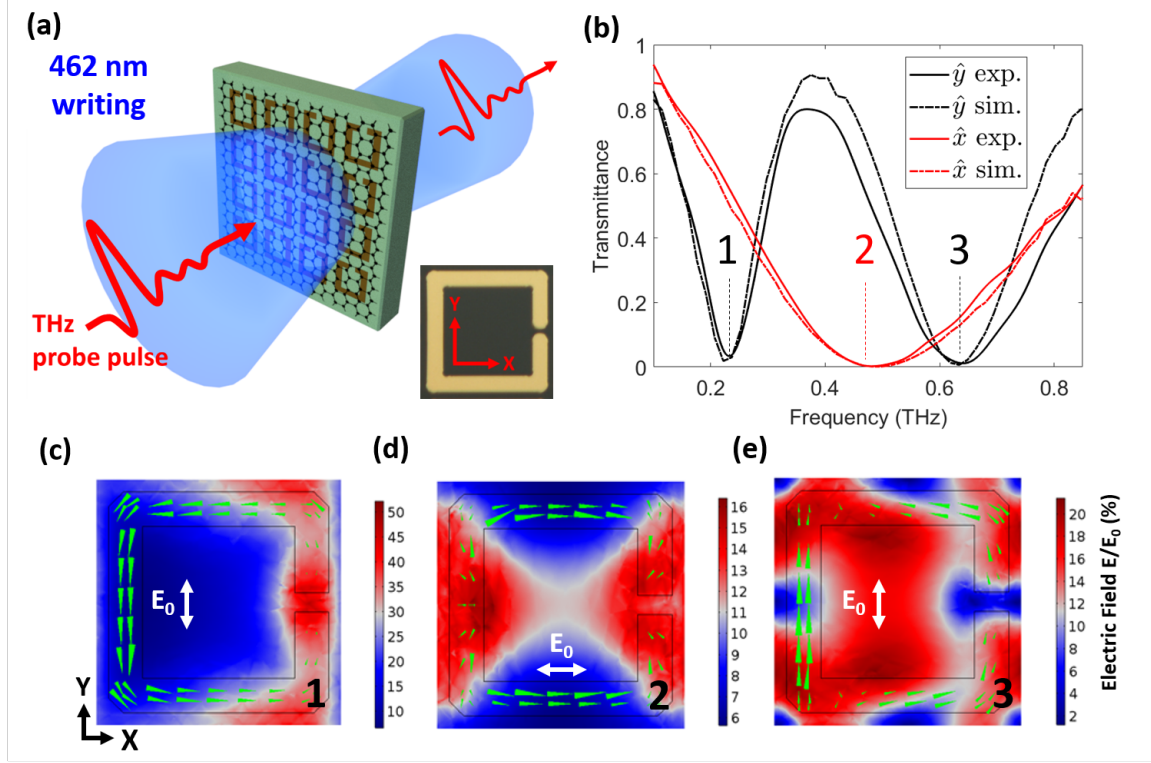 (a)
462 nm
writing
THz
probe pulse
Y
X
(b)
1
0.8
0.6
0.4
0.2
0
Transmittance
0.2 0.4 0.6 0.8
Frequency (THz)
ŷ exp.
ŷ sim.
x̂ exp.
x̂ sim.
1 2 3
(c)
E₀
1
Y
X
50
45
40
35
30
25
20
15
10
(d)
E₀
2
16
15
14
13
12
11
10
9
8
7
6
(e)
E₀
3
20
18
16
14
12
10
8
6
4
2
Electric Field E/E₀ (%)